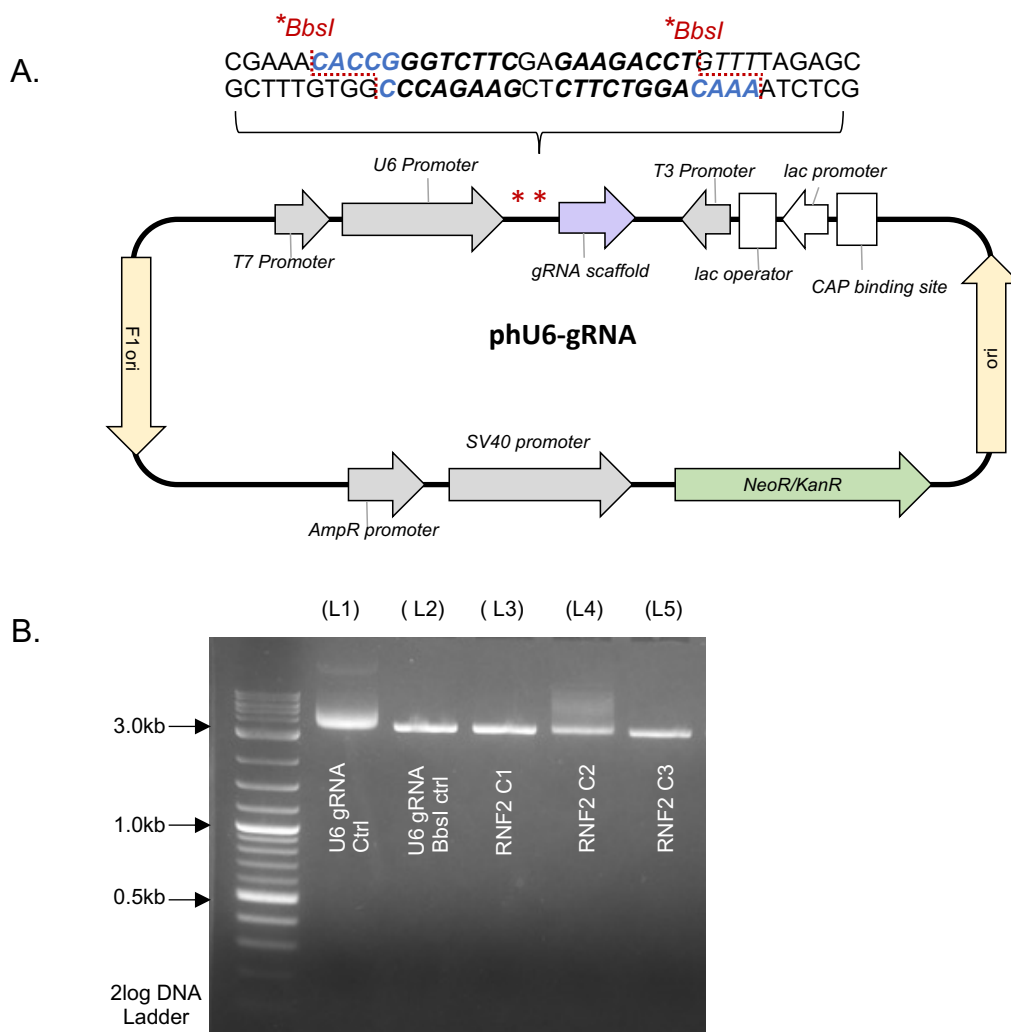 A.
*BbsI
*BbsI
CGAAACACCGGGTCTTCGAGAAGACCTGTTTTAGAGC
GCTTTGTGGCCCAGAAGCTCTTCTGGACAAAATCTCG
U6 Promoter
* *
T3 Promoter
lac promoter
T7 Promoter
gRNA scaffold
lac operator
CAP binding site
F1 ori
phU6-gRNA
ori
SV40 promoter
NeoR/KanR
AmpR promoter
B.
(L1)
( L2)
( L3)
(L4)
(L5)
3.0kb
1.0kb
0.5kb
U6 gRNA
Ctrl
U6 gRNA
BbsI ctrl
RNF2 C1
RNF2 C2
RNF2 C3
2log DNA
Ladder